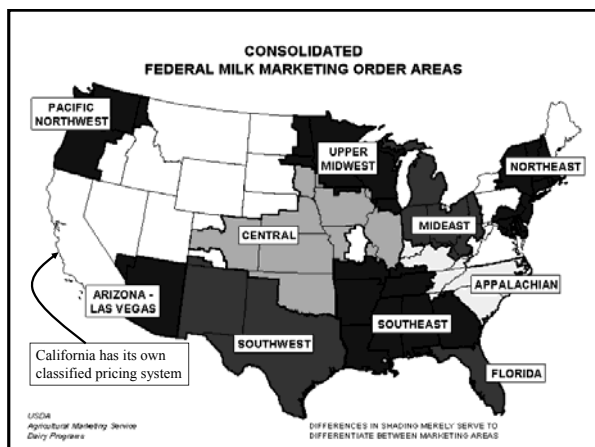 CONSOLIDATED
FEDERAL MILK MARKETING ORDER AREAS
PACIFIC
NORTHWEST
UPPER
MIDWEST
NORTHEAST
MIDEAST
CENTRAL
APPALACHIAN
ARIZONA -
LAS VEGAS
SOUTHEAST
SOUTHWEST
California has its own
classified pricing system
FLORIDA
USDA
Agricultural Marketing Service
Dairy Programs
DIFFERENCES IN SHADING MERELY SERVE TO
DIFFERENTIATE BETWEEN MARKETING AREAS